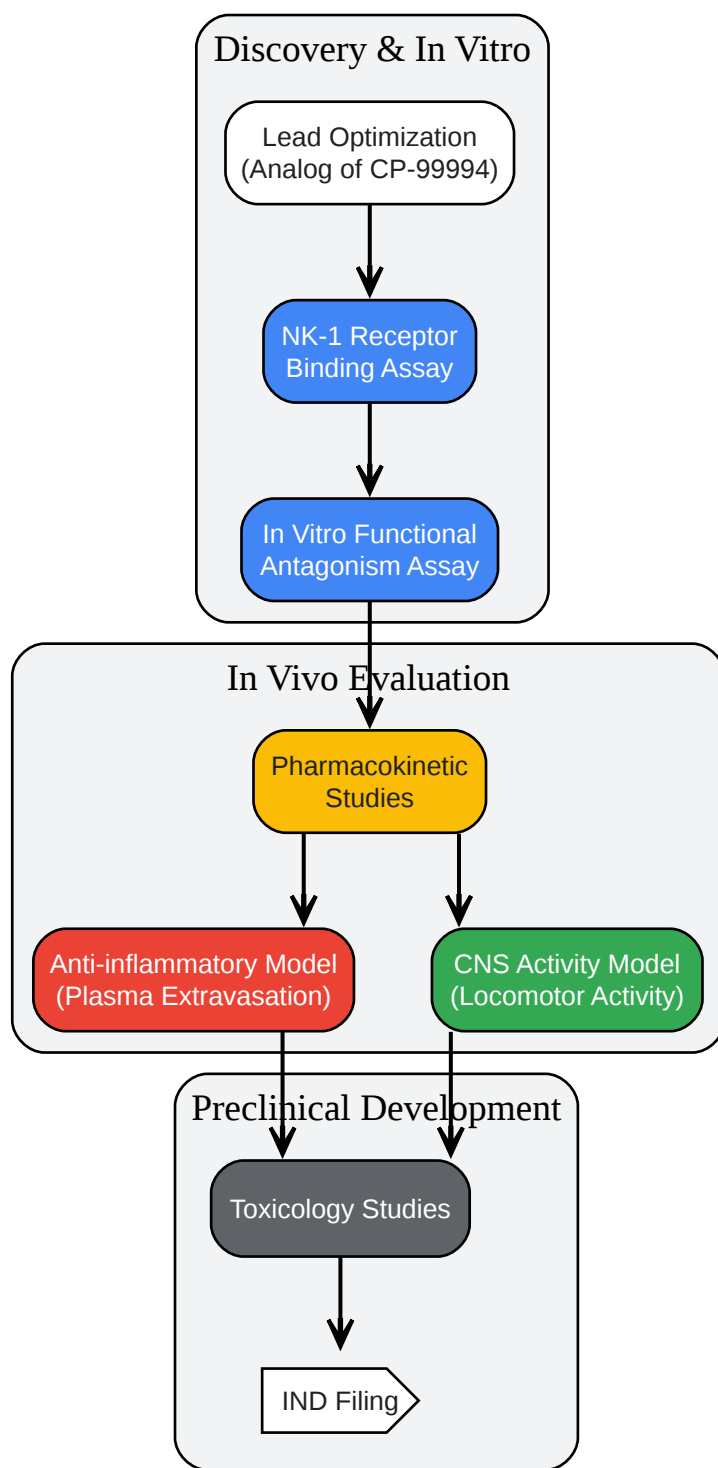 Discovery & In Vitro
Lead Optimization
(Analog of CP-99994)
NK-1 Receptor
Binding Assay
In Vitro Functional
Antagonism Assay
In Vivo Evaluation
Pharmacokinetic
Studies
Anti-inflammatory Model
(Plasma Extravasation)
CNS Activity Model
(Locomotor Activity)
Preclinical Development
Toxicology Studies
IND Filing